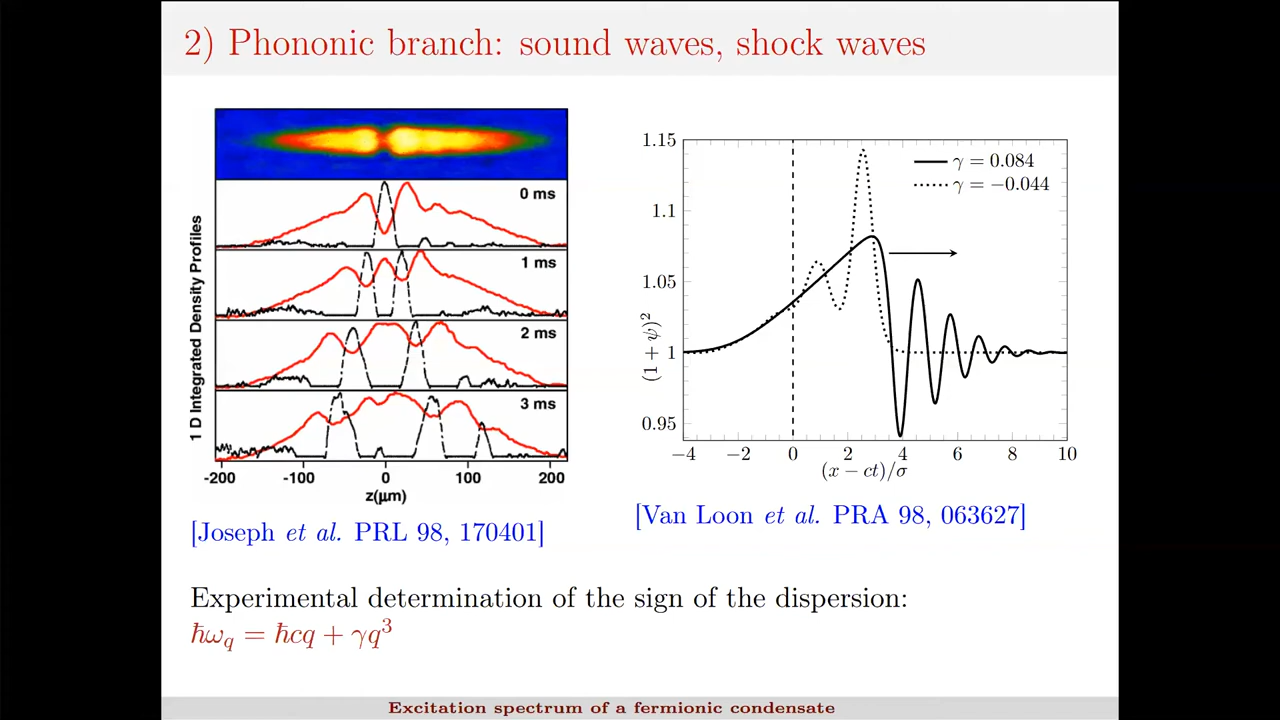 2) Phononic branch: sound waves, shock waves
1 D Integrated Density Profiles
0 ms
1 ms
2 ms
3 ms
-200 -100 0 100 200
z(μm)
[Joseph et al. PRL 98, 170401]
1.15
1.1
1.05
1
0.95
(1 + ψ)²
γ = 0.084
γ = −0.044
−4 −2 0 2 4 6 8 10
(x − ct)/σ
[Van Loon et al. PRA 98, 063627]
Experimental determination of the sign of the dispersion:
ℏω_q = ℏcq + γq³
Excitation spectrum of a fermionic condensate